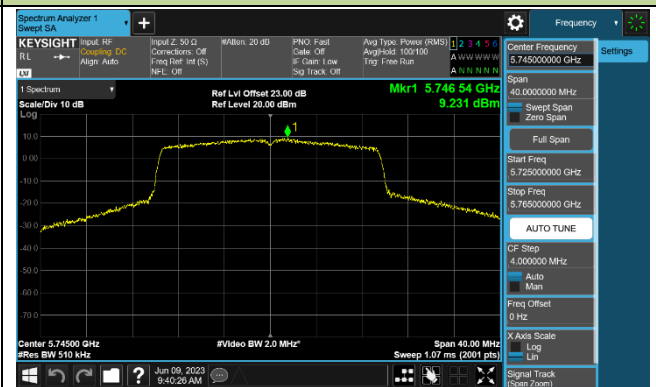 Spectrum Analyzer 1
Swept SA
+
Frequency
KEYSIGHT
RL
LXI
Input: RF
Coupling: DC
Align: Auto
Input Z: 50 Ω
Corrections: Off
Freq Ref: Int (S)
NFE: Off
#Atten: 20 dB
PNO: Fast
Gate: Off
IF Gain: Low
Sig Track: Off
Avg Type: Power (RMS)
Avg|Hold: 100/100
Trig: Free Run
1 2 3 4 5 6
A W W W W W
A N N N N N
1 Spectrum
Scale/Div 10 dB
Log
Ref Lvl Offset 23.00 dB
Ref Level 20.00 dBm
Mkr1 5.746 54 GHz
9.231 dBm
1
10.0
0.00
-10.0
-20.0
-30.0
-40.0
-50.0
-60.0
-70.0
Center 5.74500 GHz
#Res BW 510 kHz
#Video BW 2.0 MHz*
Span 40.00 MHz
Sweep 1.07 ms (2001 pts)
Center Frequency
5.745000000 GHz
Settings
Span
40.0000000 MHz
Swept Span
Zero Span
Full Span
Start Freq
5.725000000 GHz
Stop Freq
5.765000000 GHz
AUTO TUNE
CF Step
4.000000 MHz
Auto
Man
Freq Offset
0 Hz
X Axis Scale
Log
Lin
Signal Track
(Span Zoom)
?
Jun 09, 2023
9:40:26 AM